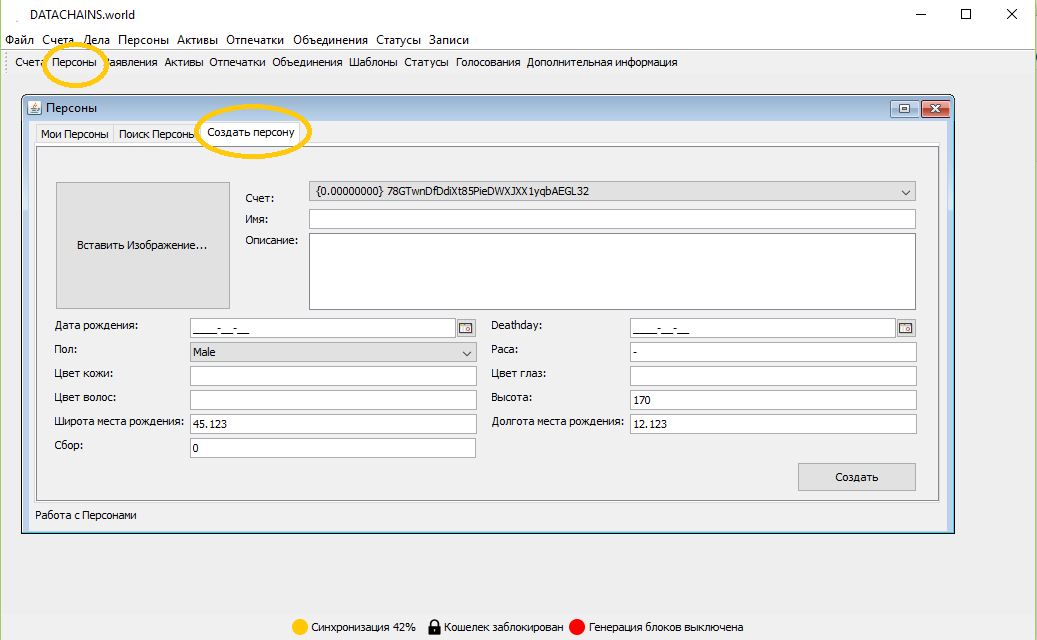 DATACHAINS.world
Файл Счета Дела Персоны Активы Отпечатки Объединения Статусы Записи
Счета Персоны Заявления Активы Отпечатки Объединения Шаблоны Статусы Голосования Дополнительная информация
Персоны
Мои Персоны Поиск Персоны Создать персону
Вставить Изображение...
Счет: {0.00000000} 78GTwnDfDdiXt85PieDWXJXX1yqbAEGL32
Имя:
Описание:
Дата рождения: ____-__-__ Deathday: ____-__-__
Пол: Male Раса: -
Цвет кожи: Цвет глаз:
Цвет волос: Высота: 170
Широта места рождения: 45.123 Долгота места рождения: 12.123
Сбор: 0
Создать
Работа с Персонами
Синхронизация 42% Кошелек заблокирован Генерация блоков выключена